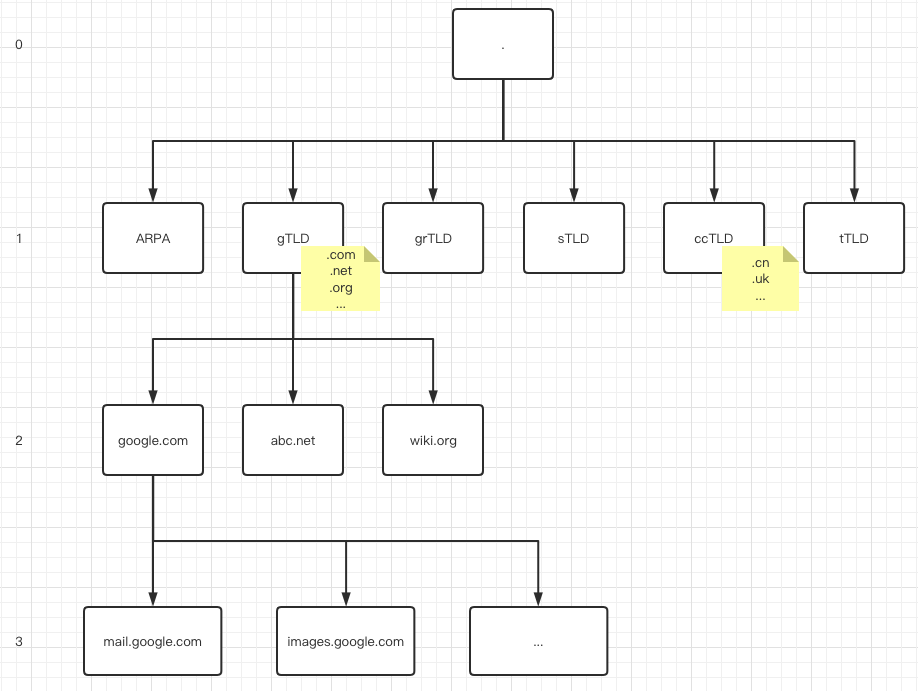 0
.
1
ARPA
gTLD
grTLD
sTLD
ccTLD
tTLD
.com
.net
.org
...
.cn
.uk
...
2
google.com
abc.net
wiki.org
3
mail.google.com
images.google.com
...